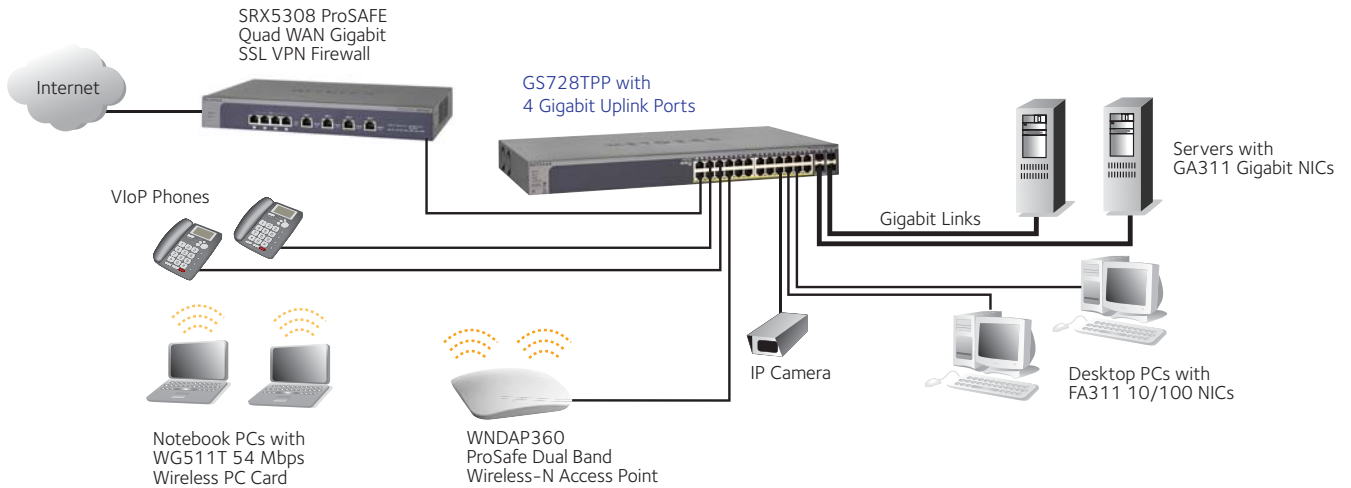 SRX5308 ProSAFE
Quad WAN Gigabit
SSL VPN Firewall
Internet
GS728TPP with
4 Gigabit Uplink Ports
Servers with
GA311 Gigabit NICs
VIoP Phones
Gigabit Links
IP Camera
Desktop PCs with
FA311 10/100 NICs
Notebook PCs with
WG511T 54 Mbps
Wireless PC Card
WNDAP360
ProSafe Dual Band
Wireless-N Access Point